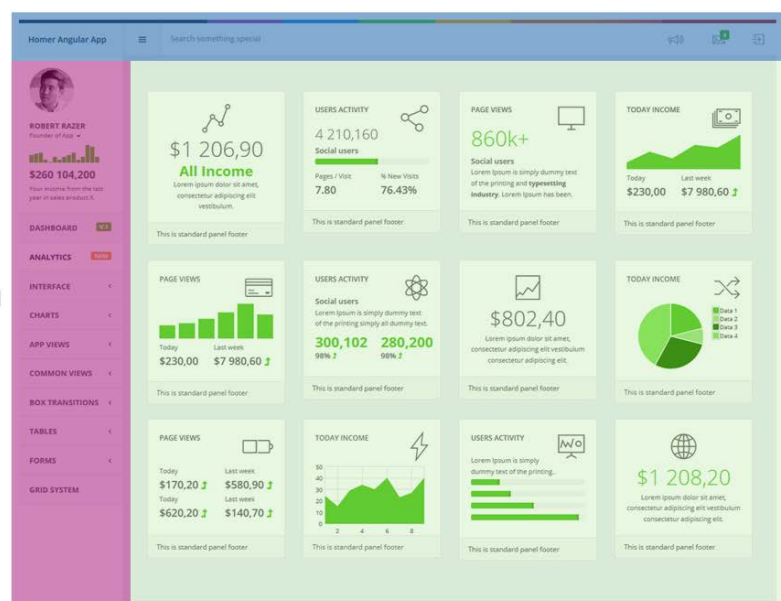 Homer Angular App
Search something special
ROBERT RAZER
Founder of App
$260 104,200
Your income from the last
year in sales product X.
DASHBOARD
ANALYTICS
INTERFACE
CHARTS
APP VIEWS
COMMON VIEWS
BOX TRANSITIONS
TABLES
FORMS
GRID SYSTEM
$1 206,90
All Income
Lorem ipsum dolor sit amet,
consectetur adipiscing elit
vestibulum.
This is standard panel footer
USERS ACTIVITY
4 210,160
Social users
Pages / Visit % New Visits
7.80 76.43%
This is standard panel footer
PAGE VIEWS
860k+
Social users
Lorem Ipsum is simply dummy text
of the printing and typesetting
industry. Lorem Ipsum has been.
This is standard panel footer
TODAY INCOME
Today Last week
$230,00 $7 980,60
This is standard panel footer
PAGE VIEWS
Today Last week
$230,00 $7 980,60
This is standard panel footer
USERS ACTIVITY
Social users
Lorem Ipsum is simply dummy text
of the printing simply all dummy text.
300,102 280,200
98% 98%
This is standard panel footer
$802,40
Lorem ipsum dolor sit amet,
consectetur adipiscing elit vestibulum
consectetur adipiscing elit.
This is standard panel footer
TODAY INCOME
Data 1
Data 2
Data 3
Data 4
This is standard panel footer
PAGE VIEWS
Today Last week
$170,20 $580,90
Today Last week
$620,20 $140,70
This is standard panel footer
TODAY INCOME
50
40
30
20
10
0
2 4 6 8
This is standard panel footer
USERS ACTIVITY
Lorem Ipsum is simply
dummy text of the printing..
This is standard panel footer
$1 208,20
Lorem ipsum dolor sit amet,
consectetur adipiscing elit vestibulum
consectetur adipiscing elit.
This is standard panel footer